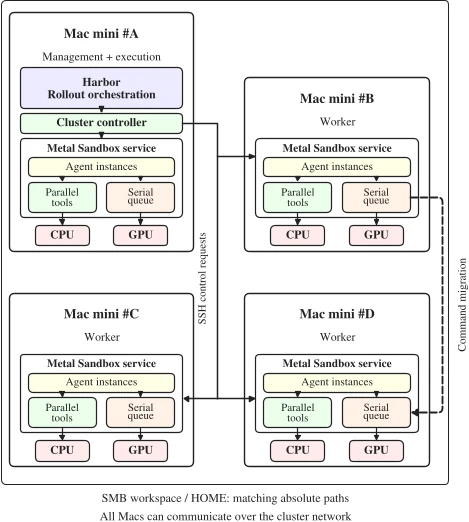 Mac mini #A
Management + execution
Harbor
Rollout orchestration
Cluster controller
Metal Sandbox service
Agent instances
Parallel
tools
Serial
queue
CPU
GPU
Mac mini #B
Worker
Metal Sandbox service
Agent instances
Parallel
tools
Serial
queue
CPU
GPU
SSH control requests
Command migration
Mac mini #C
Worker
Metal Sandbox service
Agent instances
Parallel
tools
Serial
queue
CPU
GPU
Mac mini #D
Worker
Metal Sandbox service
Agent instances
Parallel
tools
Serial
queue
CPU
GPU
SMB workspace / HOME: matching absolute paths
All Macs can communicate over the cluster network